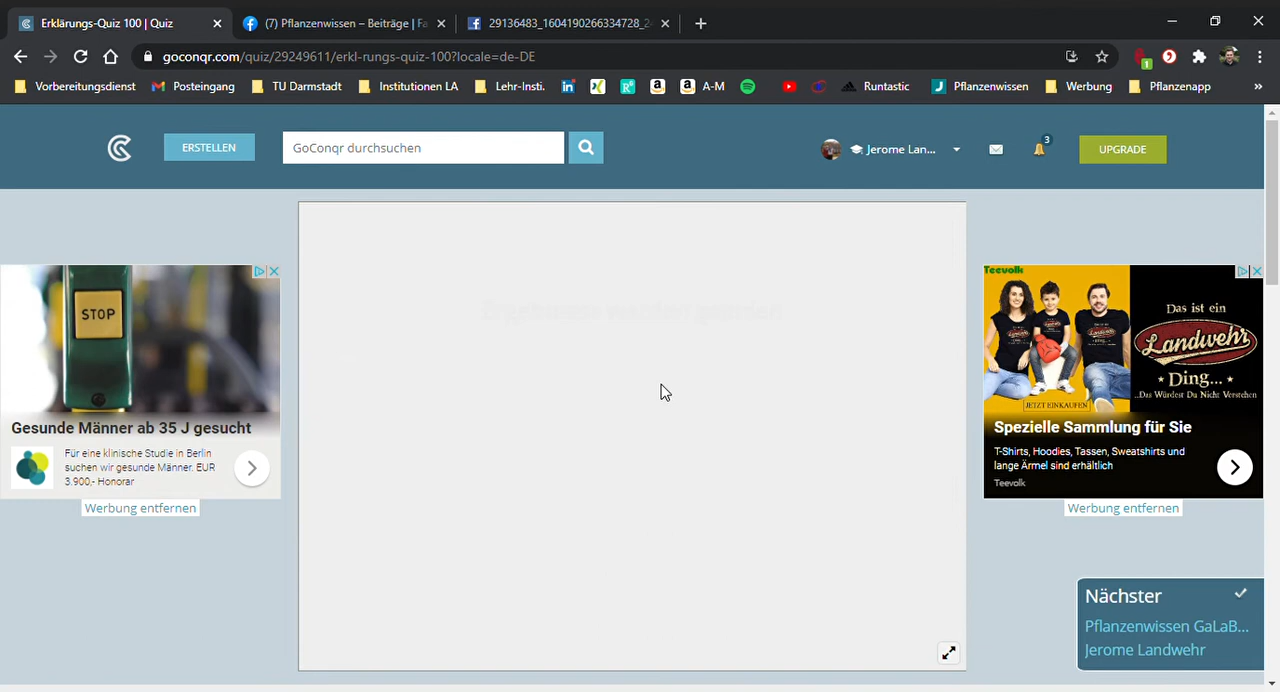 Erklärungs-Quiz 100 | Quiz
(7) Pflanzenwissen – Beiträge | Fa
29136483_1604190266334728_2
goconqr.com/quiz/29249611/erkl-rungs-quiz-100?locale=de-DE
1
Vorbereitungsdienst
Posteingang
TU Darmstadt
Institutionen LA
Lehr-Insti.
A-M
Runtastic
Pflanzenwissen
Werbung
Pflanzenapp
ERSTELLEN
GoConqr durchsuchen
Jerome Lan...
3
UPGRADE
STOP
Gesunde Männer ab 35 J gesucht
Für eine klinische Studie in Berlin
suchen wir gesunde Männer. EUR
3.900,- Honorar
Werbung entfernen
Teevolk
Das ist ein
Landwehr
Ding...
...Das Würdest Du Nicht Verstehen
JETZT EINKAUFEN
Spezielle Sammlung für Sie
T-Shirts, Hoodies, Tassen, Sweatshirts und
lange Ärmel sind erhältlich
Teevolk
Werbung entfernen
Nächster
Pflanzenwissen GaLaB...
Jerome Landwehr